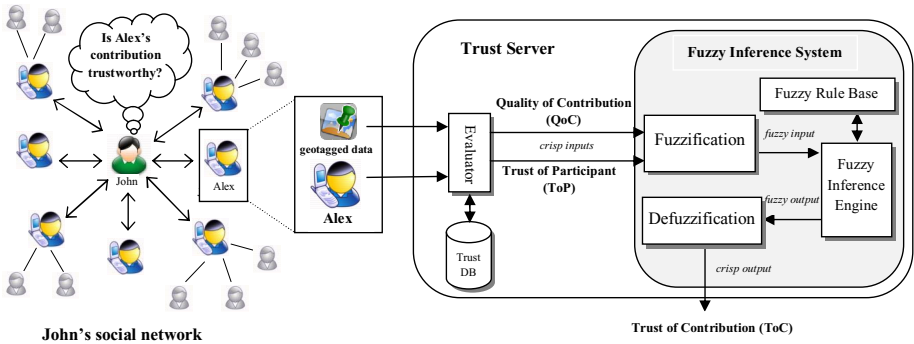 Is Alex's
contribution
trustworthy?
John
Alex
John's social network
geotagged data
Alex
Trust Server
Evaluator
Trust
DB
Quality of Contribution
(QoC)
crisp inputs
Trust of Participant
(ToP)
Fuzzy Inference System
Fuzzy Rule Base
Fuzzification
fuzzy input
Fuzzy
Inference
Engine
fuzzy output
Defuzzification
crisp output
Trust of Contribution (ToC)